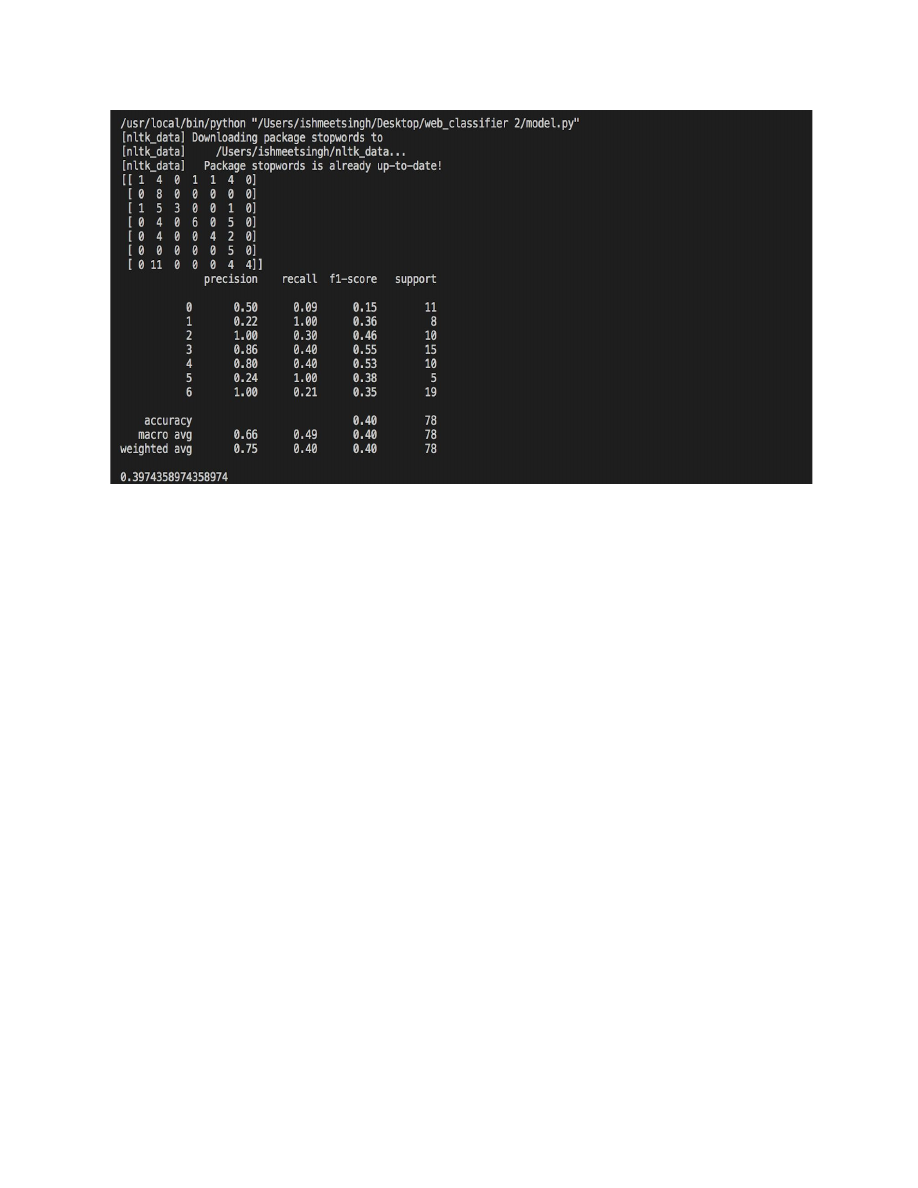 /usr/local/bin/python "/Users/ishmeetsingh/Desktop/web_classifier 2/model.py"
[nltk_data] Downloading package stopwords to
[nltk_data]     /Users/ishmeetsingh/nltk_data...
[nltk_data]   Package stopwords is already up-to-date!
[[ 1  4  0  1  1  4  0]
 [ 0  8  0  0  0  0  0]
 [ 1  5  3  0  0  1  0]
 [ 0  4  0  6  0  5  0]
 [ 0  4  0  0  4  2  0]
 [ 0  0  0  0  0  5  0]
 [ 0 11  0  0  0  4  4]]
              precision    recall  f1-score   support
           0       0.50      0.09      0.15        11
           1       0.22      1.00      0.36         8
           2       1.00      0.30      0.46        10
           3       0.86      0.40      0.55        15
           4       0.80      0.40      0.53        10
           5       0.24      1.00      0.38         5
           6       1.00      0.21      0.35        19
    accuracy                           0.40        78
   macro avg       0.66      0.49      0.40        78
weighted avg       0.75      0.40      0.40        78
0.3974358974358974